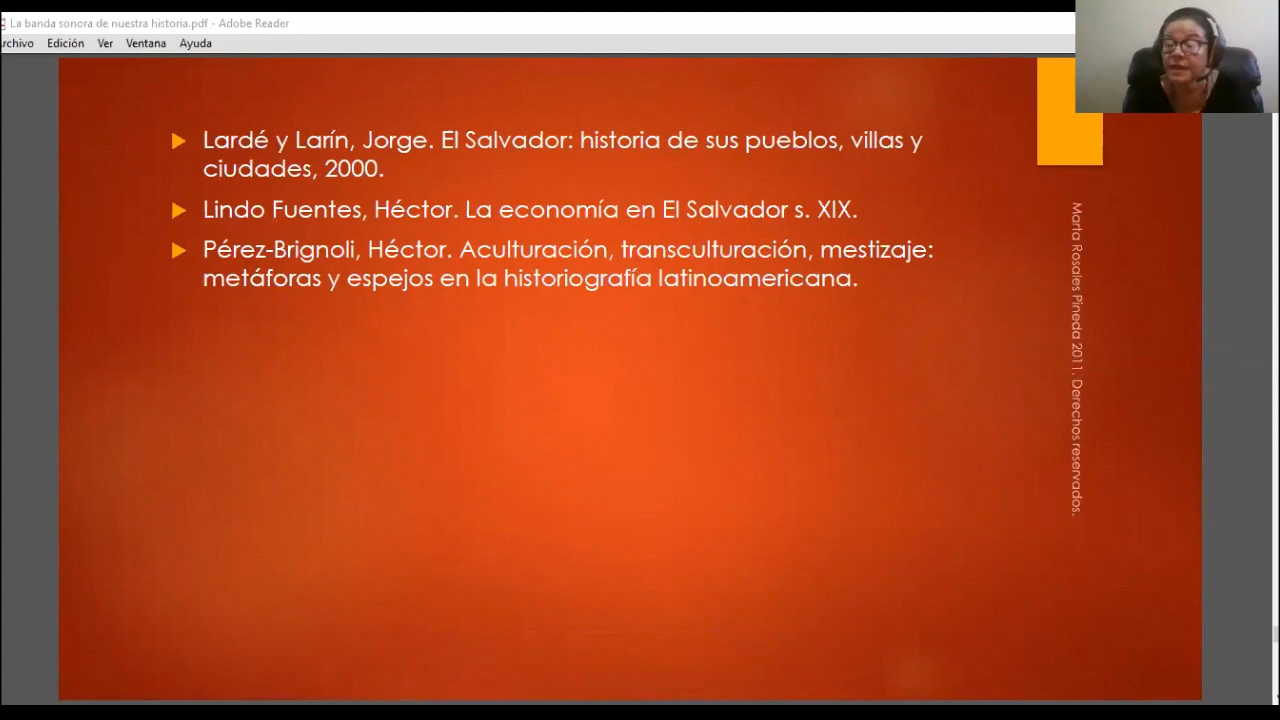 La banda sonora de nuestra historia.pdf - Adobe Reader
rchivo Edición Ver Ventana Ayuda
Lardé y Larín, Jorge. El Salvador: historia de sus pueblos, villas y
ciudades, 2000.
Lindo Fuentes, Héctor. La economía en El Salvador s. XIX.
Pérez-Brignoli, Héctor. Aculturación, transculturación, mestizaje:
metáforas y espejos en la historiografía latinoamericana.
Marta Rosales Pineda 2011. Derechos reservados.